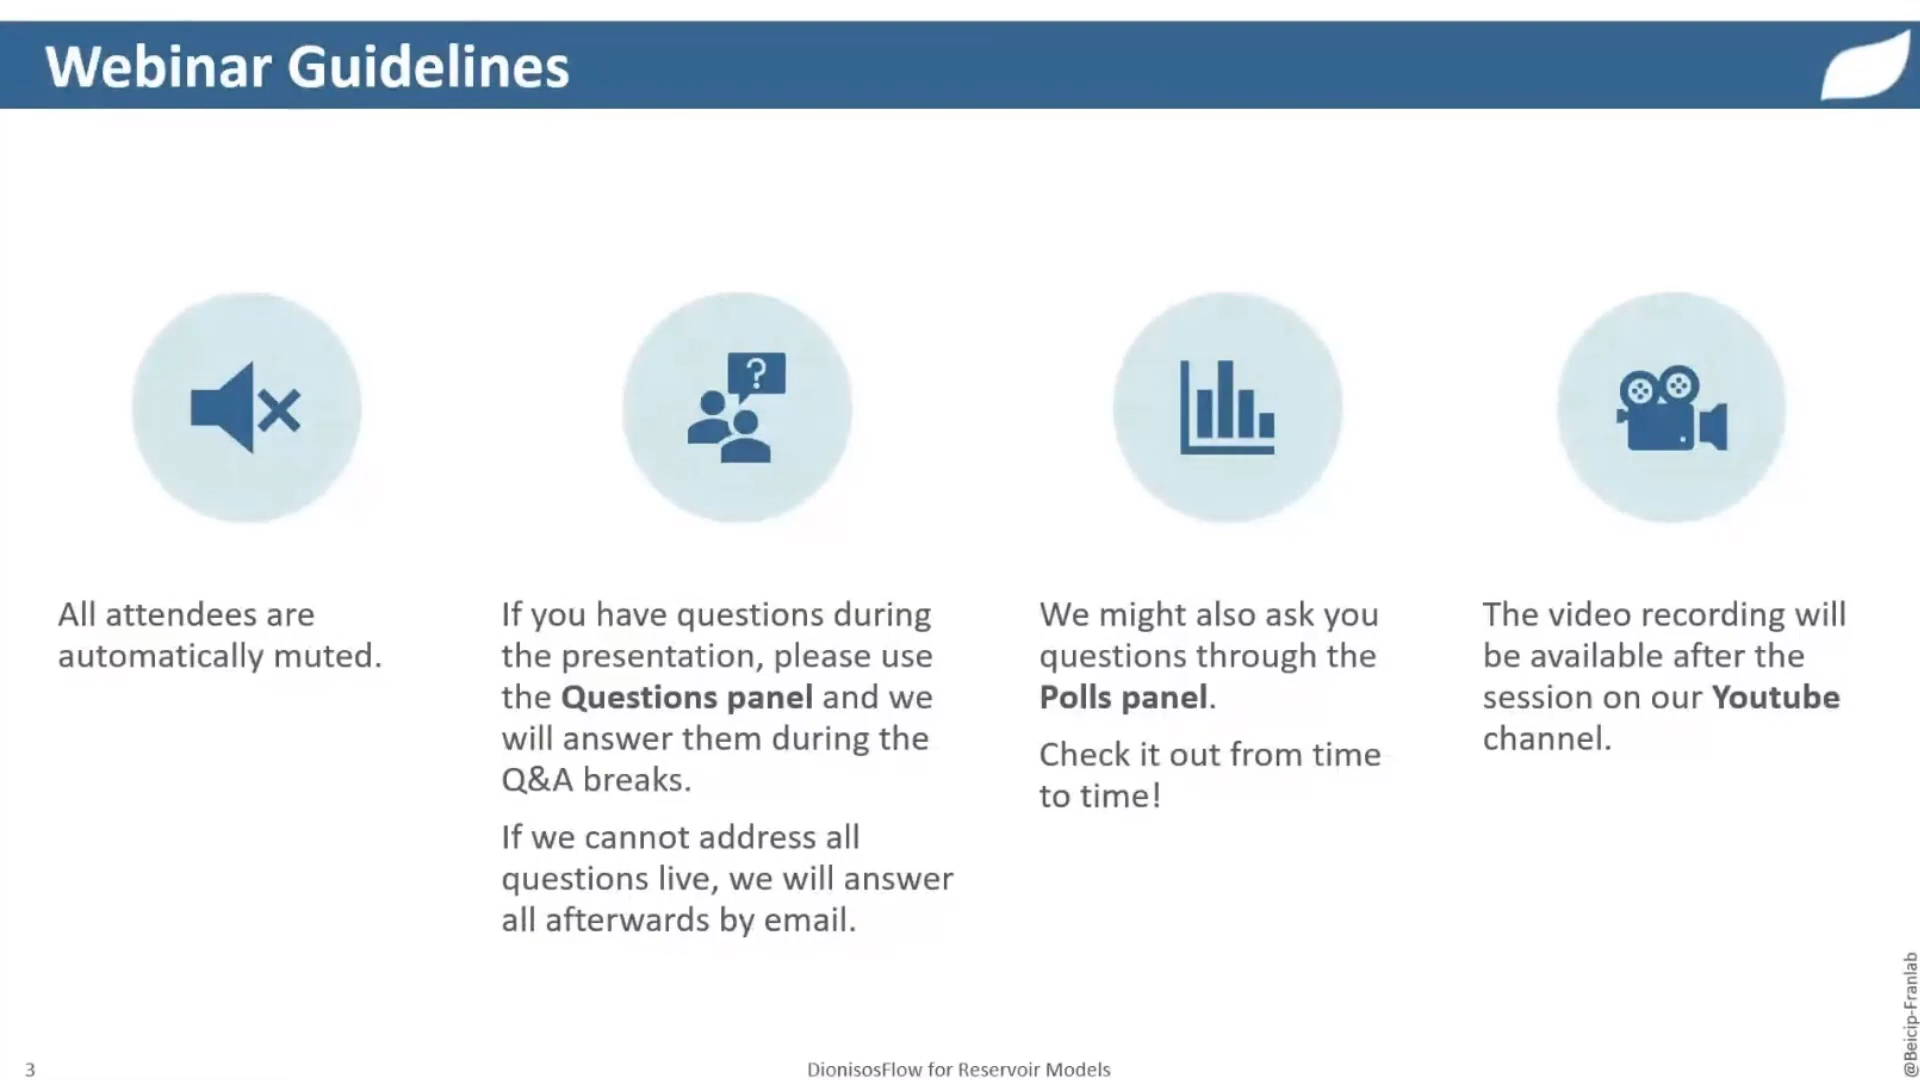 Webinar Guidelines
?
All attendees are
automatically muted.
If you have questions during
the presentation, please use
the Questions panel and we
will answer them during the
Q&A breaks.
If we cannot address all
questions live, we will answer
all afterwards by email.
We might also ask you
questions through the
Polls panel.
Check it out from time
to time!
The video recording will
be available after the
session on our Youtube
channel.
@Beicip-Franlab
3
DionisosFlow for Reservoir Models